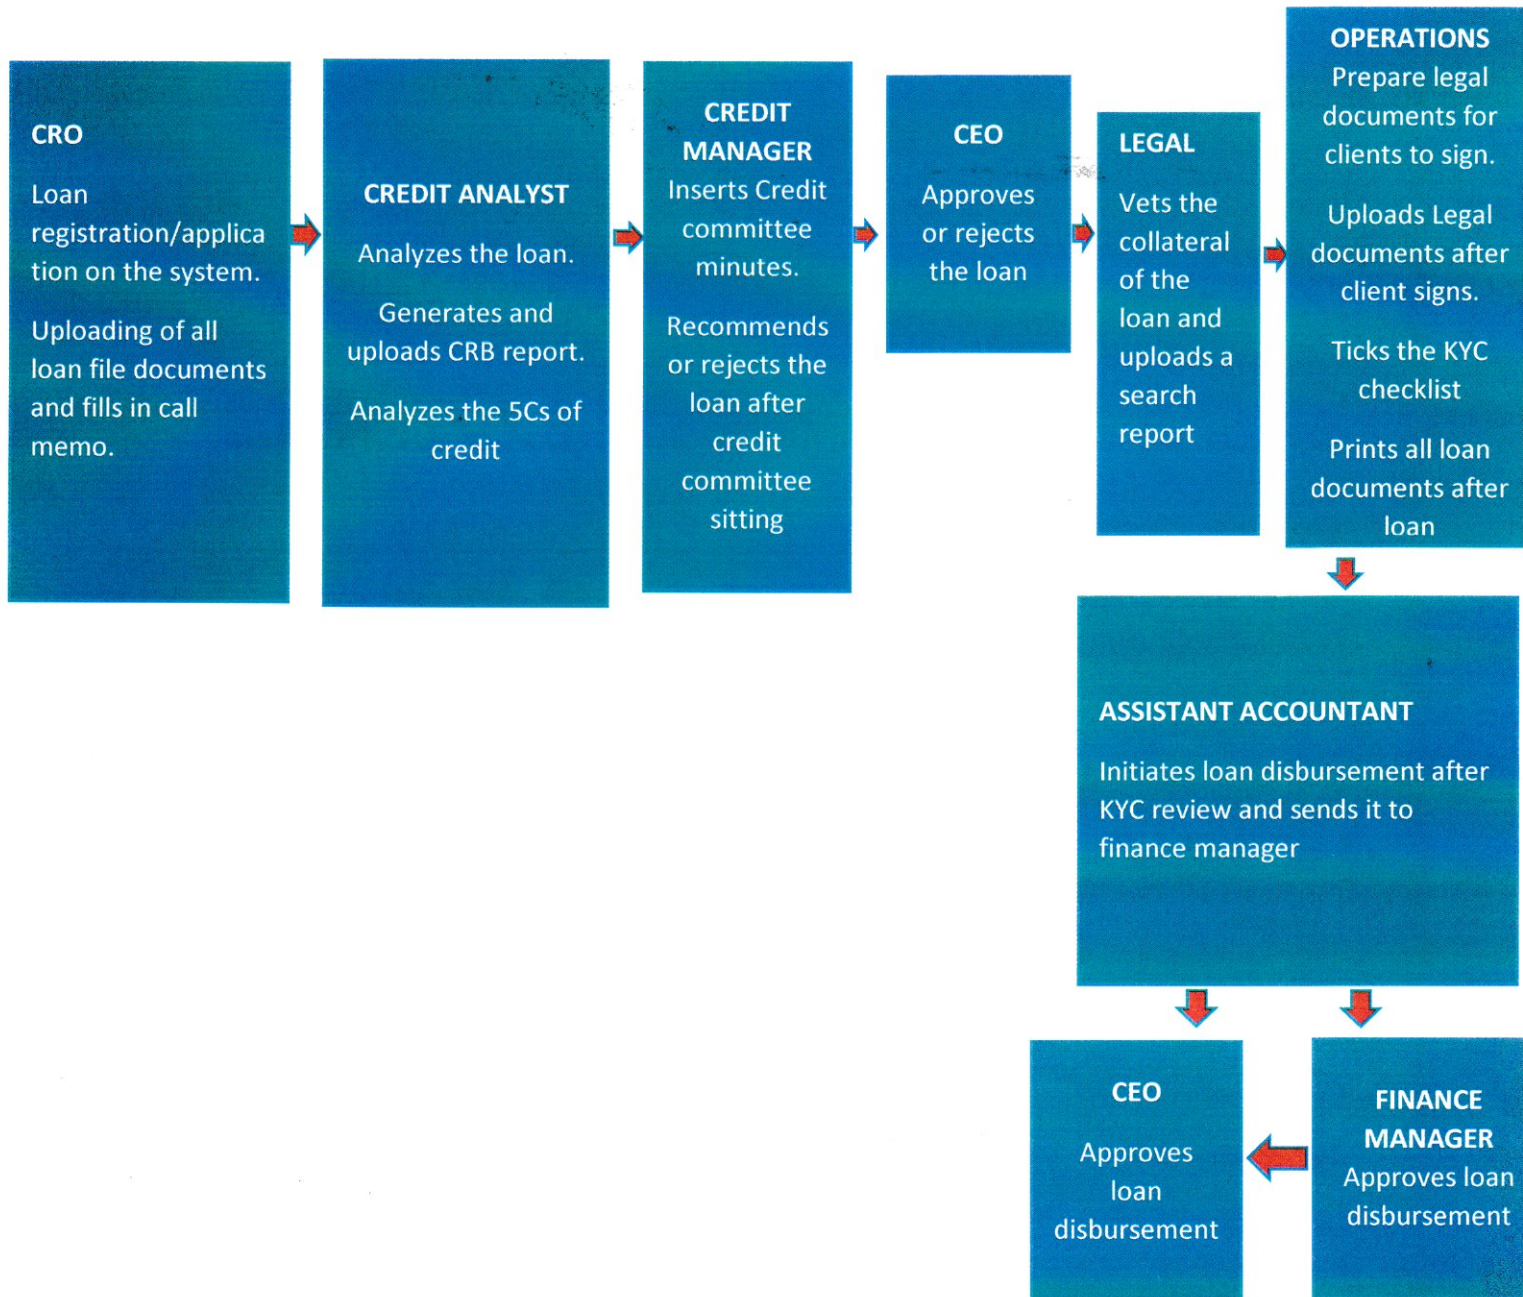 CRO
Loan
registration/applica
tion on the system.
Uploading of all
loan file documents
and fills in call
memo.
CREDIT ANALYST
Analyzes the loan.
Generates and
uploads CRB report.
Analyzes the 5Cs of
credit
CREDIT
MANAGER
Inserts Credit
committee
minutes.
Recommends
or rejects the
loan after
credit
committee
sitting
CEO
Approves
or rejects
the loan
LEGAL
Vets the
collateral
of the
loan and
uploads a
search
report
OPERATIONS
Prepare legal
documents for
clients to sign.
Uploads Legal
documents after
client signs.
Ticks the KYC
checklist
Prints all loan
documents after
loan
ASSISTANT ACCOUNTANT
Initiates loan disbursement after
KYC review and sends it to
finance manager
CEO
Approves
loan
disbursement
FINANCE
MANAGER
Approves loan
disbursement